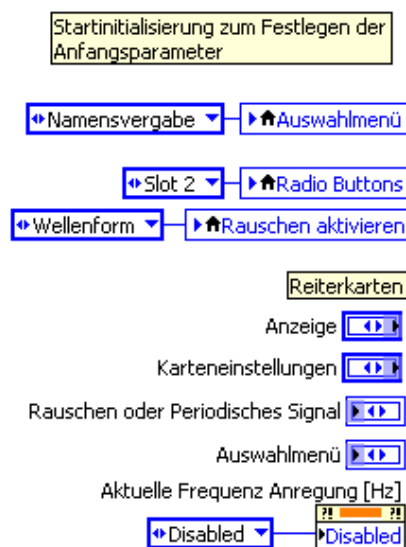 Startinitialisierung zum Festlegen der
Anfangsparameter
Namensvergabe Auswahlmenü
Slot 2 Radio Buttons
Wellenform Rauschen aktivieren
Reiterkarten
Anzeige
Karteneinstellungen
Rauschen oder Periodisches Signal
Auswahlmenü
Aktuelle Frequenz Anregung [Hz]
?! ?!
Disabled Disabled